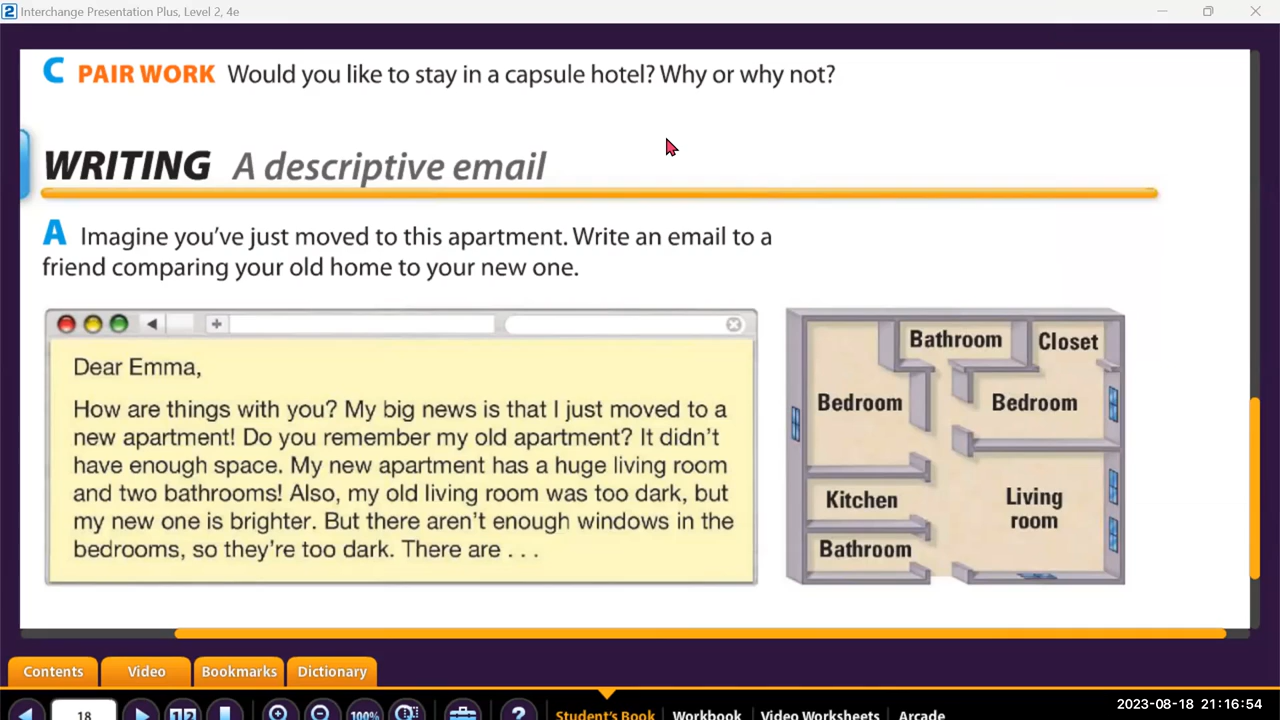 2 Interchange Presentation Plus, Level 2, 4e
C PAIR WORK Would you like to stay in a capsule hotel? Why or why not?
WRITING A descriptive email
A Imagine you've just moved to this apartment. Write an email to a
friend comparing your old home to your new one.
Dear Emma,
How are things with you? My big news is that I just moved to a
new apartment! Do you remember my old apartment? It didn't
have enough space. My new apartment has a huge living room
and two bathrooms! Also, my old living room was too dark, but
my new one is brighter. But there aren't enough windows in the
bedrooms, so they're too dark. There are . . .
Bathroom
Closet
Bedroom
Bedroom
Kitchen
Living
room
Bathroom
Contents Video Bookmarks Dictionary
18 1 2 100% ? Student's Book Workbook Video Worksheets Arcade
2023-08-18 21:16:54